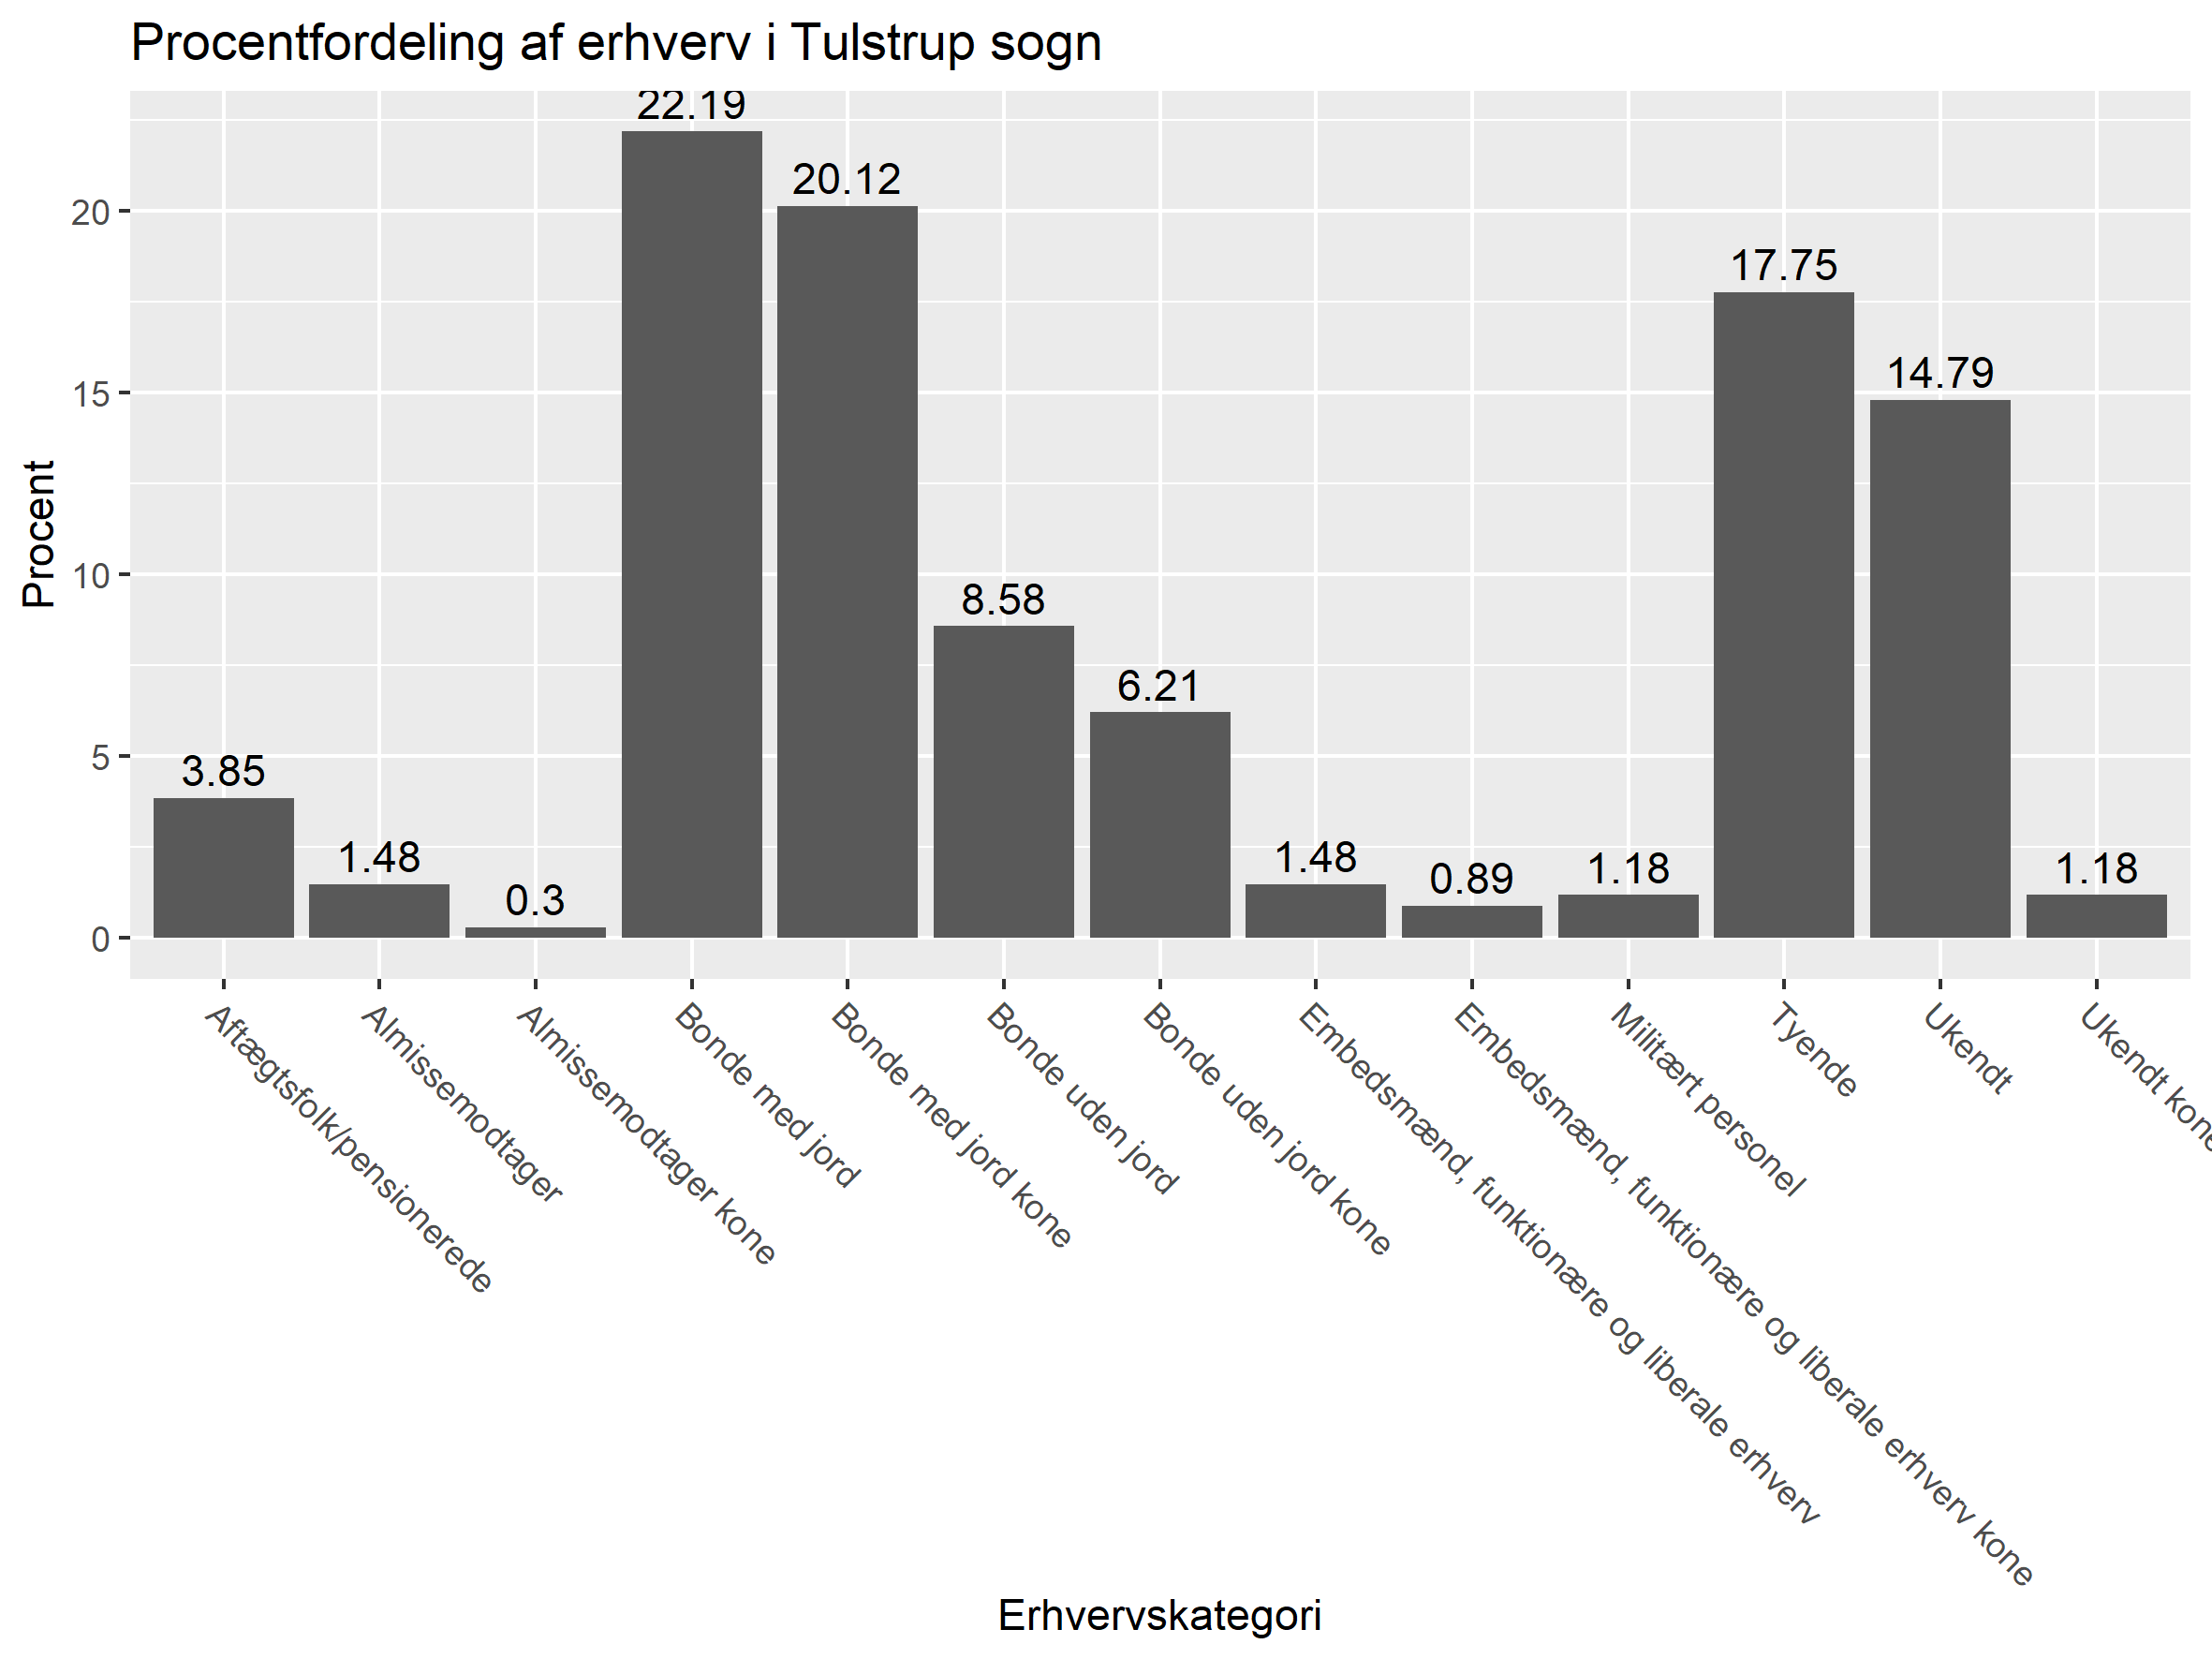 Procentfordeling af erhverv i Tulstrup sogn
Procent
20
15
10
5
0
3.85
1.48
0.3
22.19
20.12
8.58
6.21
1.48
0.89
1.18
17.75
14.79
1.18
Aftægtsfolk/pensionerede
Almissemodtager
Almissemodtager kone
Bonde med jord
Bonde med jord kone
Bonde uden jord
Bonde uden jord kone
Embedsmænd, funktionære og liberale erhverv
Embedsmænd, funktionære og liberale erhverv kone
Militært personel
Tyende
Ukendt
Ukendt kone
Erhvervskategori